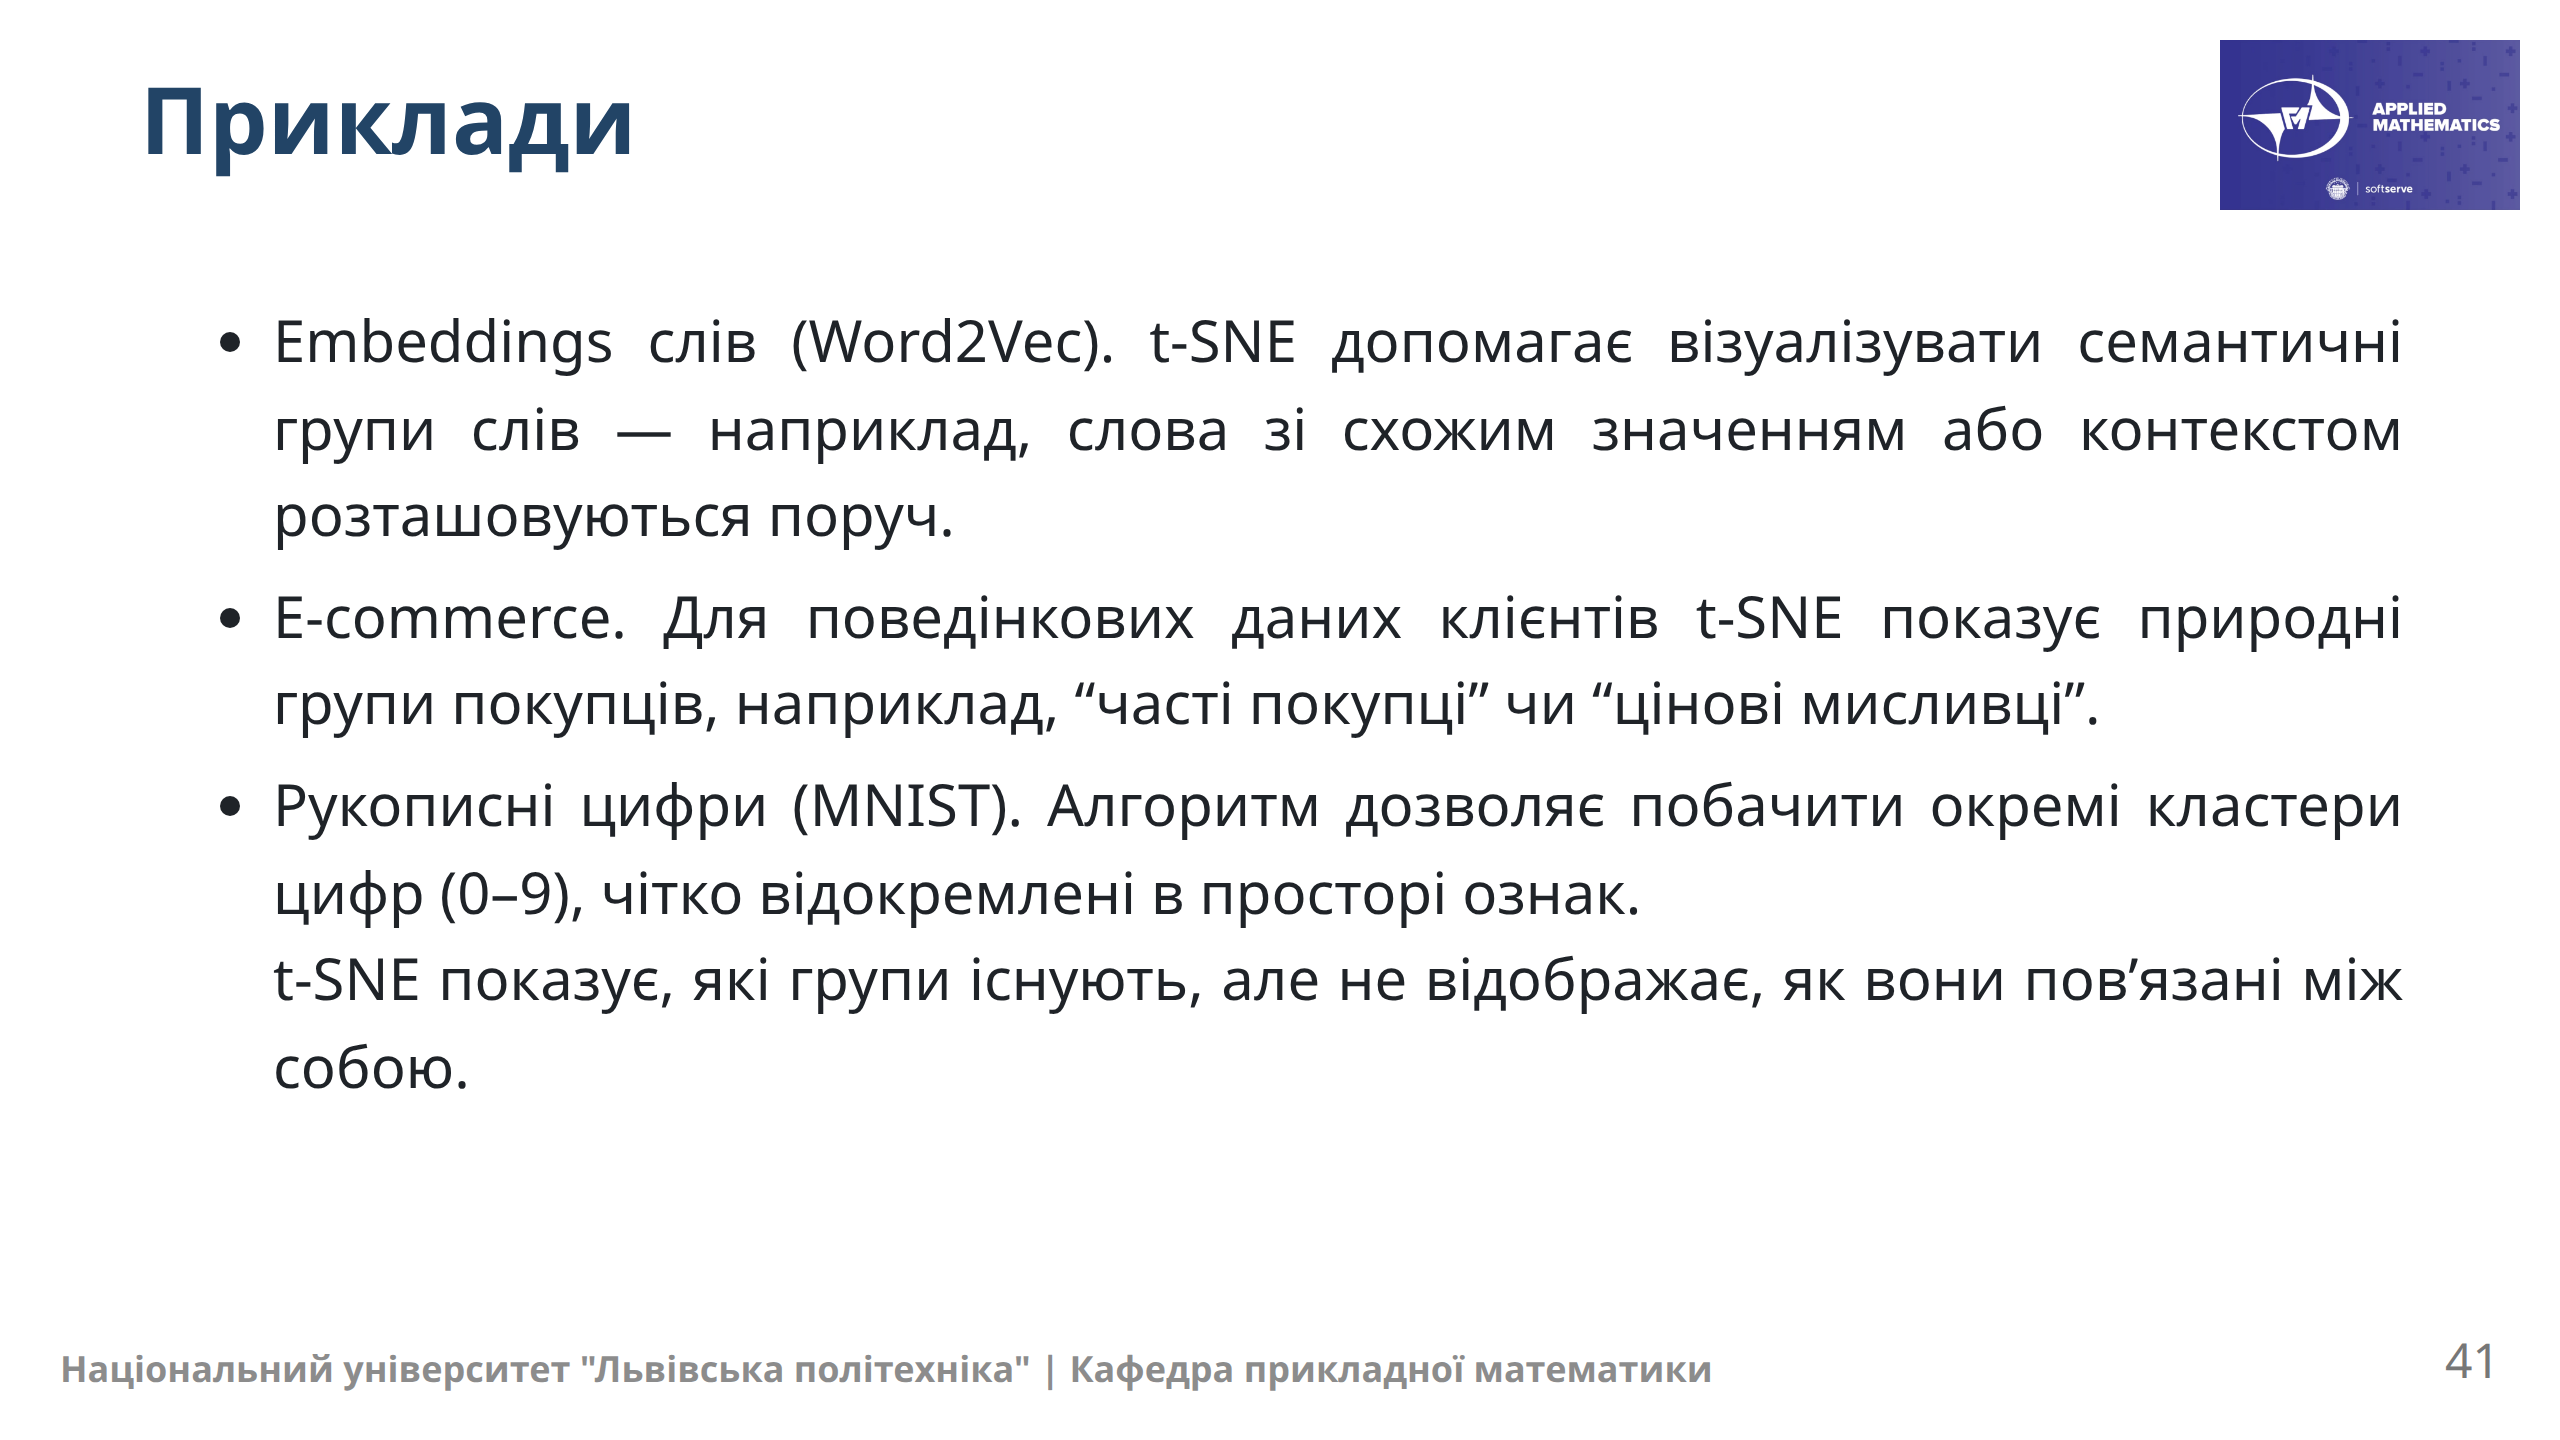 Приклади
APPLIED
MATHEMATICS
softserve
• Embeddings слів (Word2Vec). t-SNE допомагає візуалізувати семантичні
групи слів — наприклад, слова зі схожим значенням або контекстом
розташовуються поруч.
• E-commerce. Для поведінкових даних клієнтів t-SNE показує природні
групи покупців, наприклад, “часті покупці” чи “цінові мисливці”.
• Рукописні цифри (MNIST). Алгоритм дозволяє побачити окремі кластери
цифр (0–9), чітко відокремлені в просторі ознак.
t-SNE показує, які групи існують, але не відображає, як вони пов’язані між
собою.
Національний університет "Львівська політехніка" | Кафедра прикладної математики
41